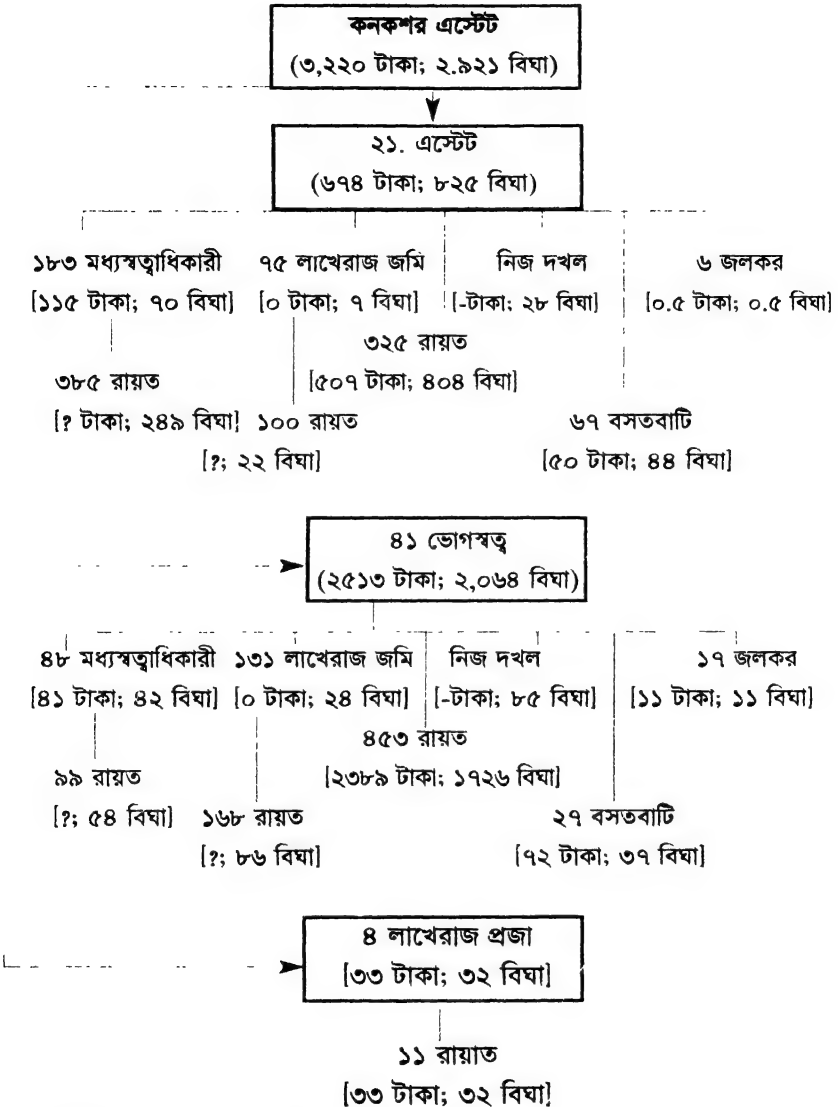 কনকশর এস্টেট
(৩,২২০ টাকা; ২.৯২১ বিঘা)
২১. এস্টেট
(৬৭৪ টাকা; ৮২৫ বিঘা)
১৮৩ মধ্যস্বত্বাধিকারী ৭৫ লাখেরাজ জমি নিজ দখল ৬ জলকর
[১১৫ টাকা; ৭০ বিঘা] [০ টাকা; ৭ বিঘা] [-টাকা; ২৮ বিঘা] [০.৫ টাকা; ০.৫ বিঘা]
৩২৫ রায়ত
৩৮৫ রায়ত [৫০৭ টাকা; ৪০৪ বিঘা]
[? টাকা; ২৪৯ বিঘা] ১০০ রায়ত ৬৭ বসতবাটি
[?; ২২ বিঘা] [৫০ টাকা; ৪৪ বিঘা]
৪১ ভোগস্বত্ব
(২৫১৩ টাকা; ২,০৬৪ বিঘা)
৪৮ মধ্যস্বত্বাধিকারী ১৩১ লাখেরাজ জমি নিজ দখল ১৭ জলকর
[৪১ টাকা; ৪২ বিঘা] [০ টাকা; ২৪ বিঘা] [-টাকা; ৮৫ বিঘা] [১১ টাকা; ১১ বিঘা]
৪৫৩ রায়ত
৯৯ রায়ত [২৩৮৯ টাকা; ১৭২৬ বিঘা]
[?; ৫৪ বিঘা] ১৬৮ রায়ত ২৭ বসতবাটি
[?; ৮৬ বিঘা] [৭২ টাকা; ৩৭ বিঘা]
৪ লাখেরাজ প্রজা
[৩৩ টাকা; ৩২ বিঘা]
১১ রায়াত
[৩৩ টাকা; ৩২ বিঘা]